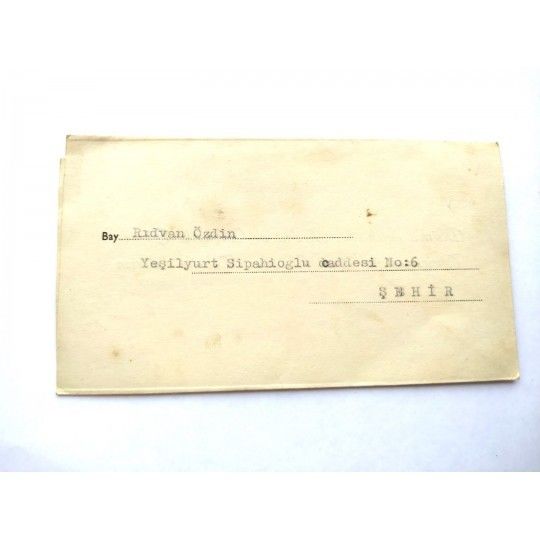 Bay Rıdvan Özdin
Yeşilyurt Sipahioglu caddesi No:6
ŞEHİR